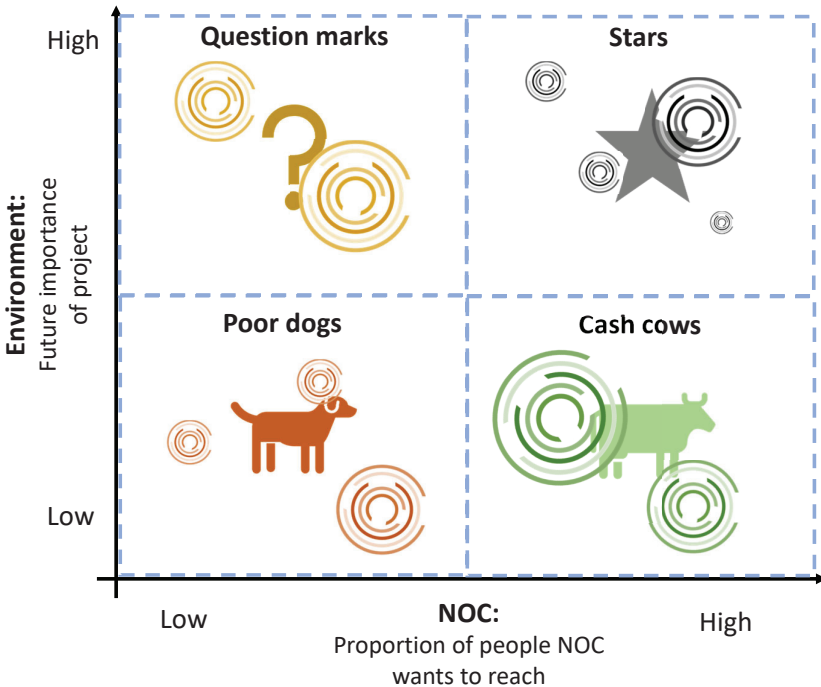 High
Question marks
Stars
?
Environment:
Future importance
of project
Poor dogs
Cash cows
Low
Low
NOC:
High
Proportion of people NOC
wants to reach